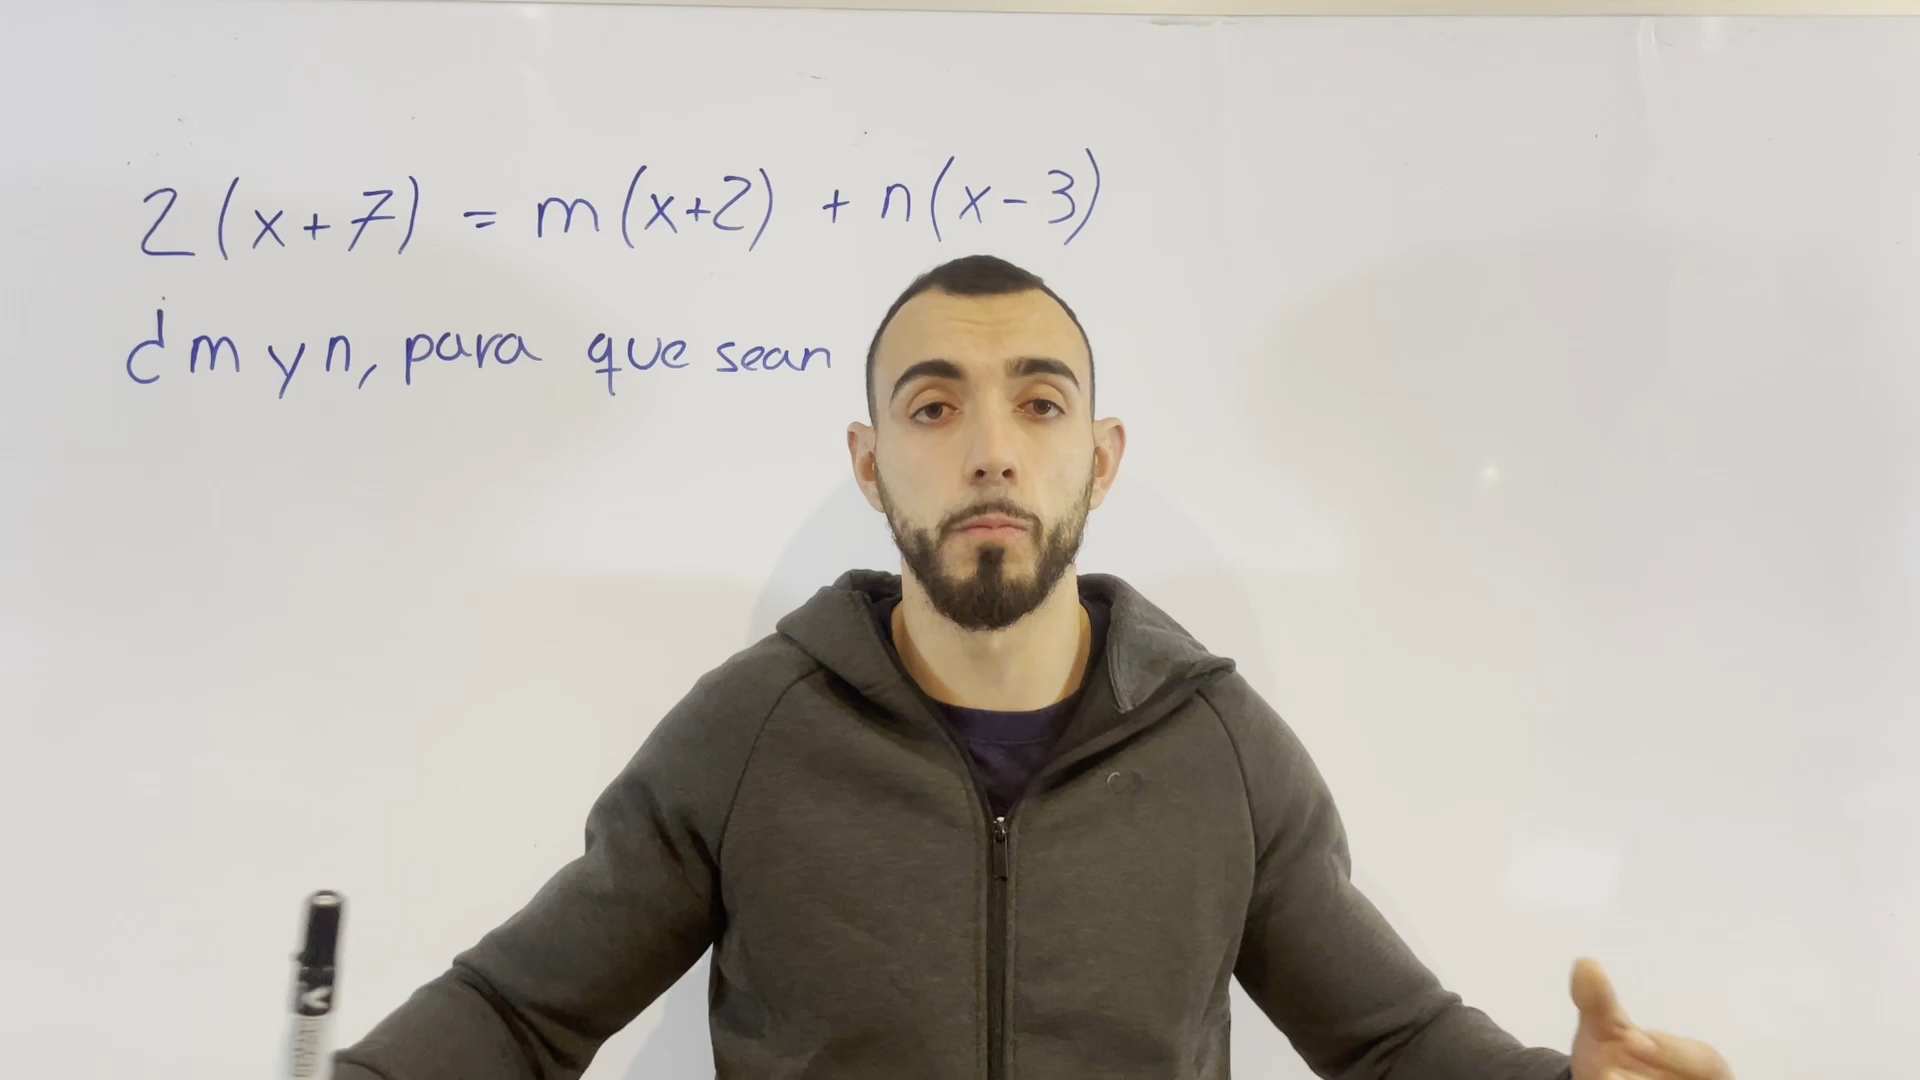 2(x+7) = m(x+2) + n(x-3)
¿m y n, para que sean